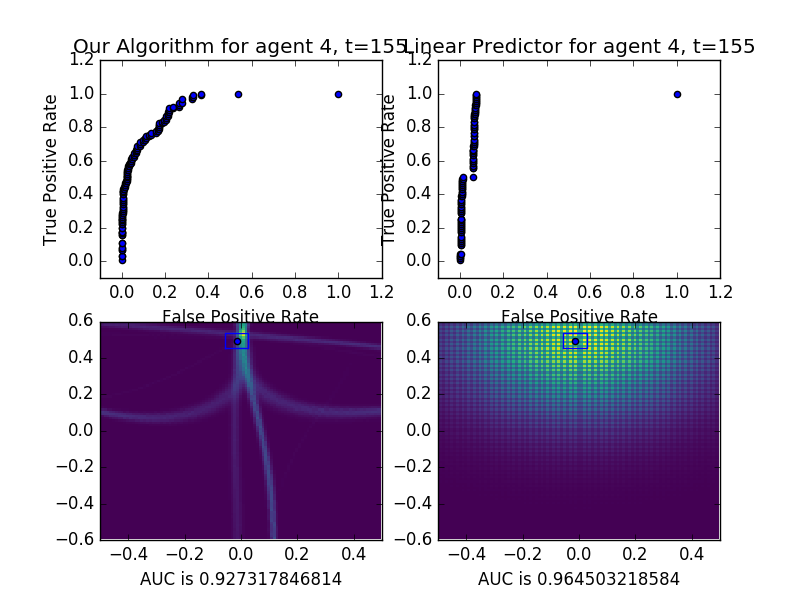 Our Algorithm for agent 4, t=155
Linear Predictor for agent 4, t=155
1.2
1.0
0.8
0.6
0.4
0.2
0.0
True Positive Rate
0.0 0.2 0.4 0.6 0.8 1.0 1.2
False Positive Rate
1.2
1.0
0.8
0.6
0.4
0.2
0.0
True Positive Rate
0.0 0.2 0.4 0.6 0.8 1.0 1.2
False Positive Rate
0.6
0.4
0.2
0.0
−0.2
−0.4
−0.6
−0.4 −0.2 0.0 0.2 0.4
AUC is 0.927317846814
0.6
0.4
0.2
0.0
−0.2
−0.4
−0.6
−0.4 −0.2 0.0 0.2 0.4
AUC is 0.964503218584